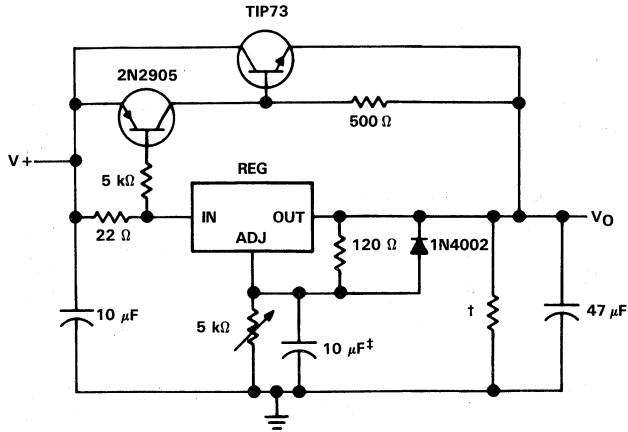 TIP73
2N2905
500 Ω
V+
5 kΩ
REG
IN OUT
ADJ
22 Ω
120 Ω
1N4002
VO
10 μF
5 kΩ
10 μF‡
†
47 μF